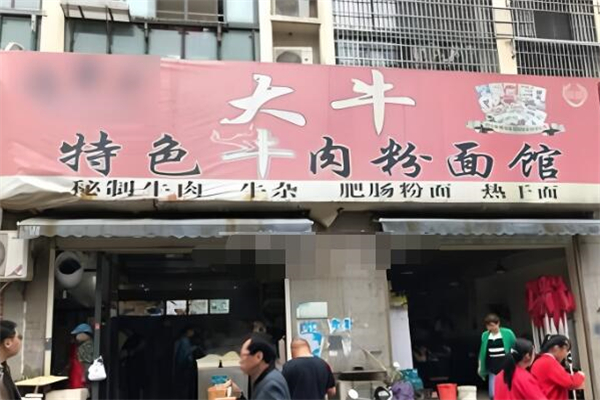 大牛
特色牛肉粉面馆
秘制牛肉 牛杂 肥肠粉面 热干面